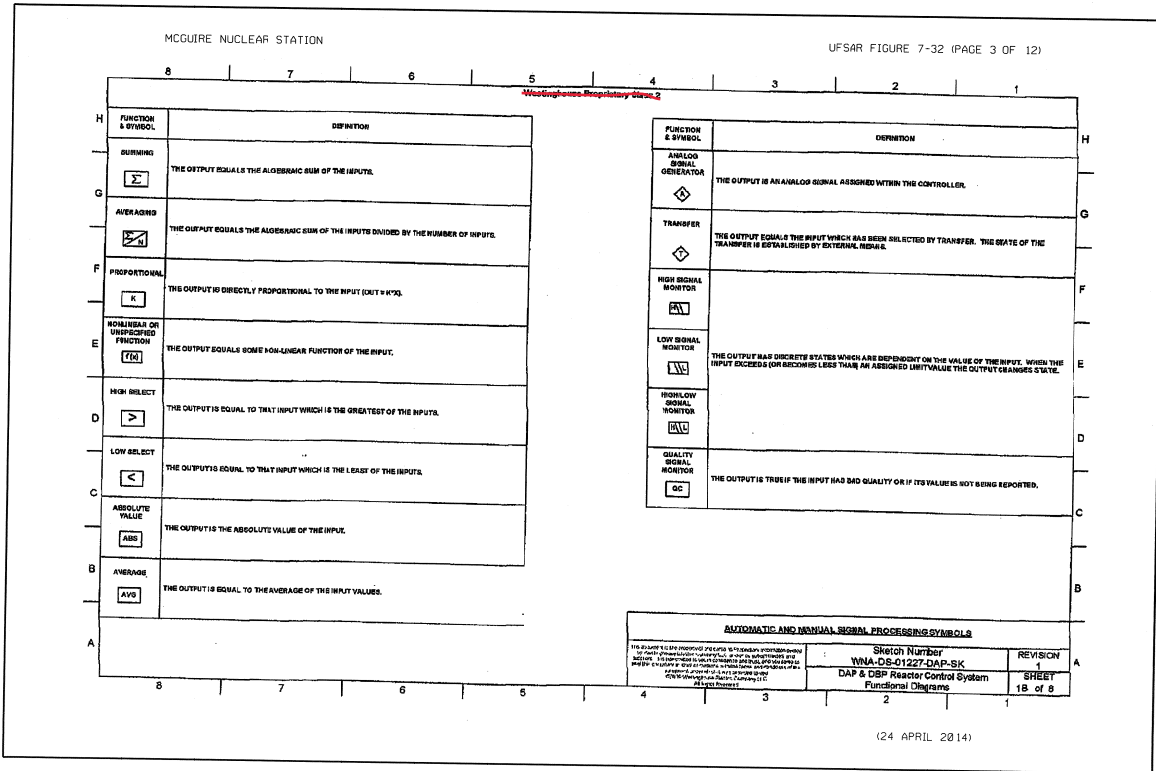 MCGUIRE NUCLEAR STATION
UFSAR FIGURE 7-32 (PAGE 3 OF 12)
8 7 6 5 4 3 2 1
Westinghouse Proprietary Class 2
H
G
F
E
D
C
B
A
FUNCTION & SYMBOL
DEFINITION
SUMMING
Σ
THE OUTPUT EQUALS THE ALGEBRAIC SUM OF THE INPUTS.
AVERAGING
Σ/N
THE OUTPUT EQUALS THE ALGEBRAIC SUM OF THE INPUTS DIVIDED BY THE NUMBER OF INPUTS.
PROPORTIONAL
K
THE OUTPUT IS DIRECTLY PROPORTIONAL TO THE INPUT (OUT = K*X).
NONLINEAR OR
UNSPECIFIED
FUNCTION
f(x)
THE OUTPUT EQUALS SOME NON-LINEAR FUNCTION OF THE INPUT.
HIGH SELECT
>
THE OUTPUT IS EQUAL TO THAT INPUT WHICH IS THE GREATEST OF THE INPUTS.
LOW SELECT
<
THE OUTPUT IS EQUAL TO THAT INPUT WHICH IS THE LEAST OF THE INPUTS.
ABSOLUTE
VALUE
ABS
THE OUTPUT IS THE ABSOLUTE VALUE OF THE INPUT.
AVERAGE
AVG
THE OUTPUT IS EQUAL TO THE AVERAGE OF THE INPUT VALUES.
FUNCTION
& SYMBOL
DEFINITION
ANALOG
SIGNAL
GENERATOR
A
THE OUTPUT IS AN ANALOG SIGNAL ASSIGNED WITHIN THE CONTROLLER.
TRANSFER
T
THE OUTPUT EQUALS THE INPUT WHICH HAS BEEN SELECTED BY TRANSFER. THE STATE OF THE
TRANSFER IS ESTABLISHED BY EXTERNAL MEANS.
HIGH SIGNAL
MONITOR
H\\
LOW SIGNAL
MONITOR
\\L
THE OUTPUT HAS DISCRETE STATES WHICH ARE DEPENDENT ON THE VALUE OF THE INPUT. WHEN THE
INPUT EXCEEDS (OR BECOMES LESS THAN) AN ASSIGNED LIMIT VALUE THE OUTPUT CHANGES STATE.
HIGH/LOW
SIGNAL
MONITOR
H\\L
QUALITY
SIGNAL
MONITOR
QC
THE OUTPUT IS TRUE IF THE INPUT HAS BAD QUALITY OR IF ITS VALUE IS NOT BEING REPORTED.
H
G
F
E
D
C
B
A
AUTOMATIC AND MANUAL SIGNAL PROCESSING SYMBOLS
All Rights Reserved
Sketch Number
WNA-DS-01227-DAP-SK
REVISION
1
DAP & DBP Reactor Control System
Functional Diagrams
SHEET
1B of 8
8 7 6 5 4 3 2 1
(24 APRIL 2014)